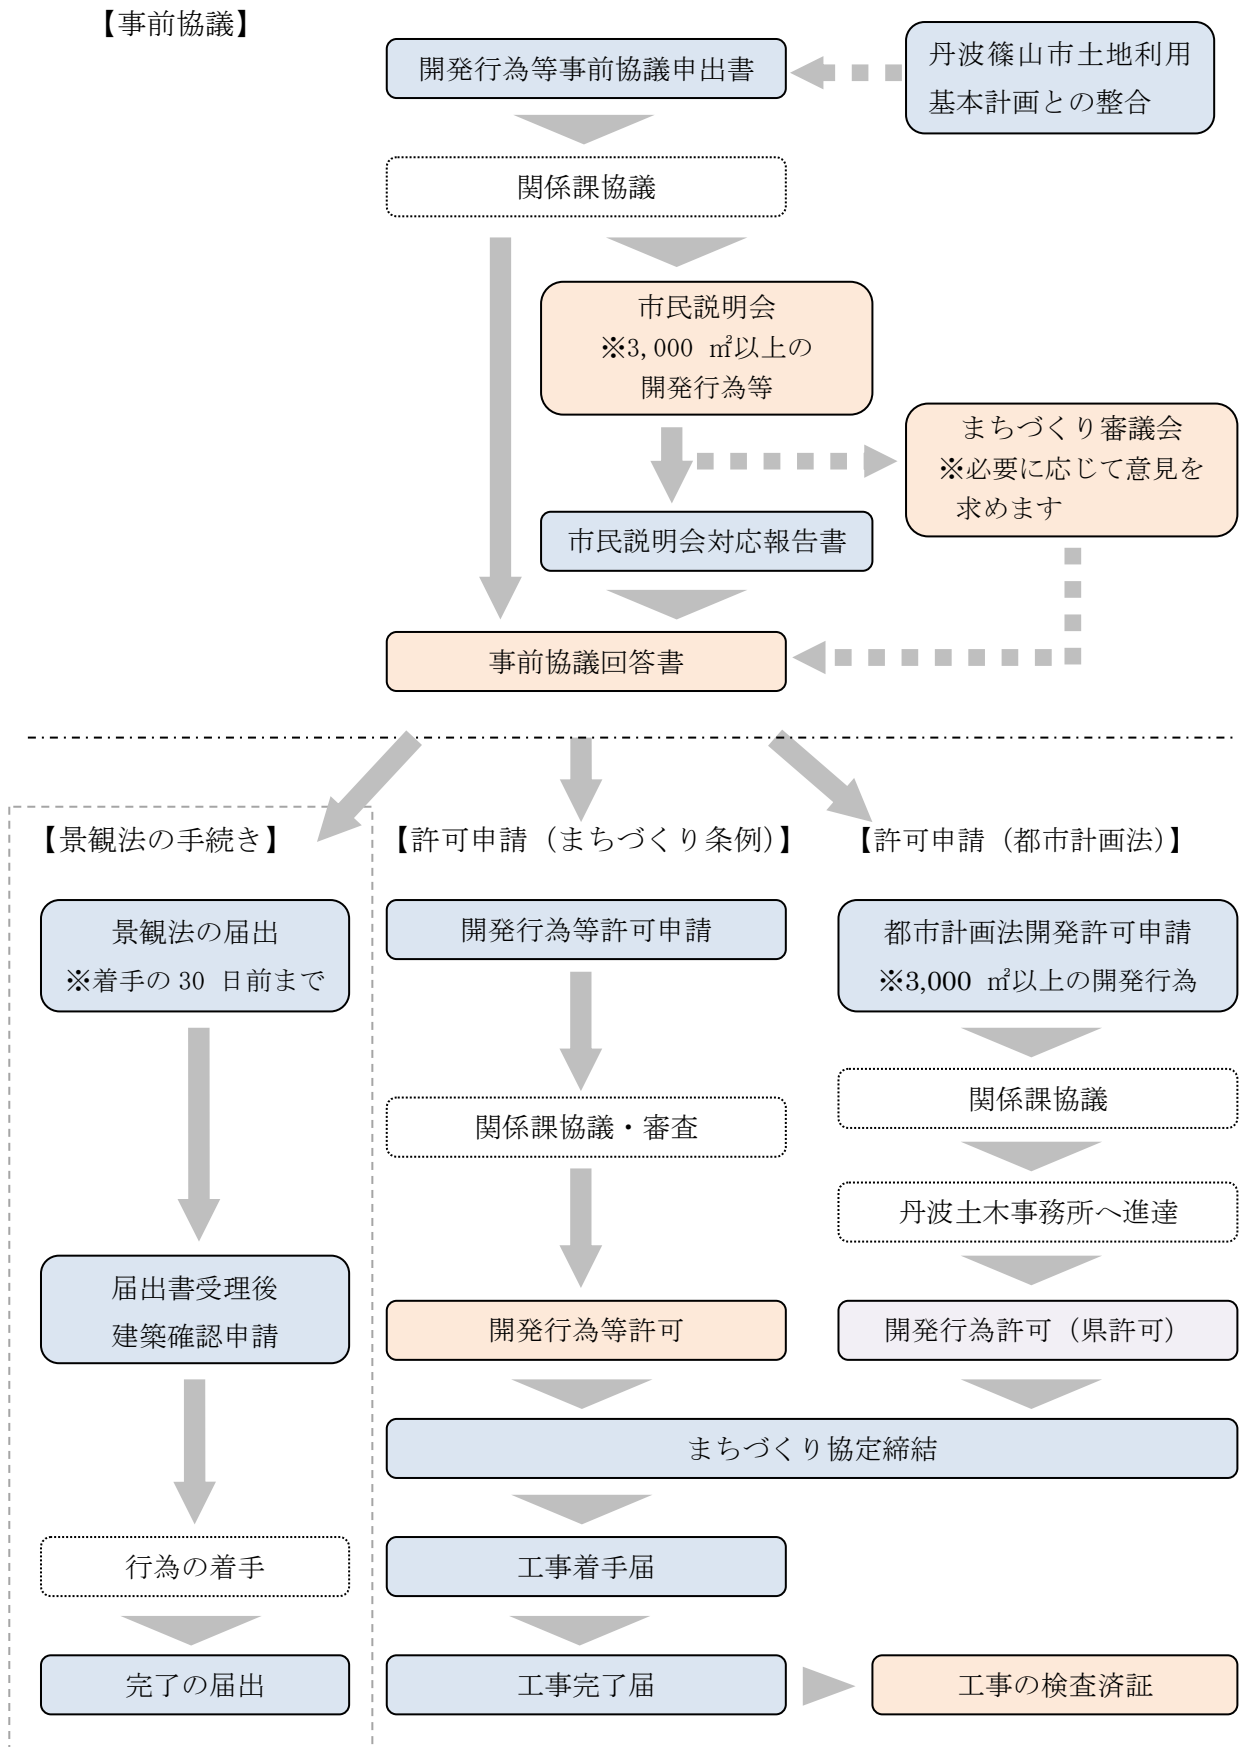 【事前協議】
開発行為等事前協議申出書
丹波篠山市土地利用
基本計画との整合
関係課協議
市民説明会
※3,000 ㎡以上の
開発行為等
まちづくり審議会
※必要に応じて意見を
求めます
市民説明会対応報告書
事前協議回答書
【景観法の手続き】
景観法の届出
※着手の 30 日前まで
届出書受理後
建築確認申請
行為の着手
完了の届出
【許可申請（まちづくり条例）】
開発行為等許可申請
関係課協議・審査
開発行為等許可
【許可申請（都市計画法）】
都市計画法開発許可申請
※3,000 ㎡以上の開発行為
関係課協議
丹波土木事務所へ進達
開発行為許可（県許可）
まちづくり協定締結
工事着手届
工事完了届
工事の検査済証